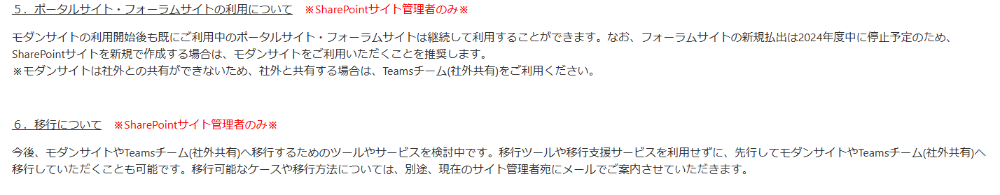 ５．ポータルサイト・フォーラムサイトの利用について　※SharePointサイト管理者のみ※
モダンサイトの利用開始後も既にご利用中のポータルサイト・フォーラムサイトは継続して利用することができます。なお、フォーラムサイトの新規払出は2024年度中に停止予定のため、
SharePointサイトを新規で作成する場合は、モダンサイトをご利用いただくことを推奨します。
※モダンサイトは社外との共有ができないため、社外と共有する場合は、Teamsチーム(社外共有)をご利用ください。
６．移行について　※SharePointサイト管理者のみ※
今後、モダンサイトやTeamsチーム(社外共有)へ移行するためのツールやサービスを検討中です。移行ツールや移行支援サービスを利用せずに、先行してモダンサイトやTeamsチーム(社外共有)へ
移行していただくことも可能です。移行可能なケースや移行方法については、別途、現在のサイト管理者宛にメールでご案内させていただきます。